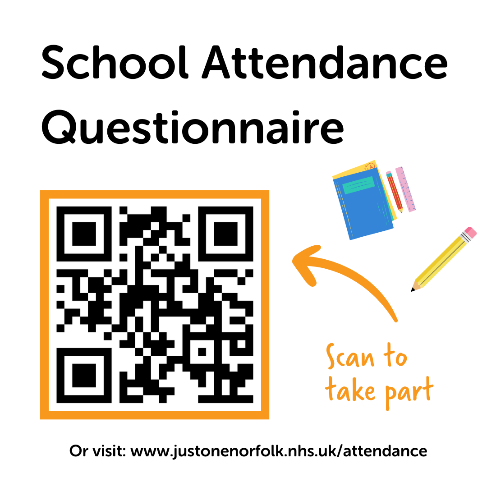 School Attendance
Questionnaire
Scan to
take part
Or visit: www.justonenorfolk.nhs.uk/attendance